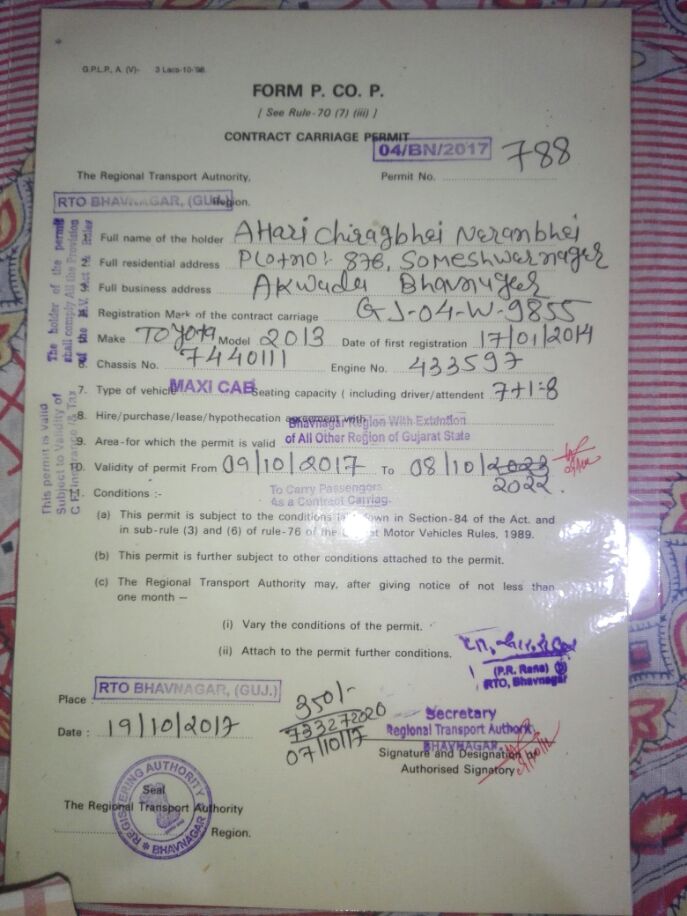 G.P.L.P., A. (V)- 3 Lacs-10-'98.
FORM P. CO. P.
[ See Rule-70 (7) (iii) ]
CONTRACT CARRIAGE PERMIT
04/BN/2017 788
The Regional Transport Autnority, Permit No.
RTO BHAVNAGAR, (GUJ.) Region.
The holder of the permit
shall comply All the Provision
of the M.V. Act & Rules
This permit is valid
Subject to Validity of
C.F. Insurance & Tax
Full name of the holder AHari Chiragbhai Naranbhai
Full residential address Plot no:- 876, Someshwarnagar
Full business address Akwada Bhavnagar
Registration Mark of the contract carriage GJ-04-W-9855
Make Toyota Model 2013 Date of first registration 17/01/2014
6. Chassis No. 7440111 Engine No. 433597
7. Type of vehicle MAXI CAB Seating capacity ( including driver/attendent 7+1=8
8. Hire/purchase/lease/hypothecation agreement with
Bhavnagar Region With Extention
9. Area-for which the permit is valid of All Other Region of Gujarat State
10. Validity of permit From 09/10/2017 To 08/10/2023
2022.
11. Conditions :-
To Carry Passengers
As a Contract Carriag.
(a) This permit is subject to the conditions laid down in Section-84 of the Act. and
in sub-rule (3) and (6) of rule-76 of the Motor Vehicles Rules, 1989.
(b) This permit is further subject to other conditions attached to the permit.
(c) The Regional Transport Authority may, after giving notice of not less than
one month —
(i) Vary the conditions of the permit.
(ii) Attach to the permit further conditions.
(P.R. Rana)
RTO, Bhavnagar
Place RTO BHAVNAGAR, (GUJ.)
350/-
733272020
07/10/17
Date : 19/10/2017
Secretary
Regional Transport Authority
BHAVNAGAR.
Signature and Designation of
Authorised Signatory
REGISTERING AUTHORITY
BHAVNAGAR
Seal
The Regional Transport Authority
Region.